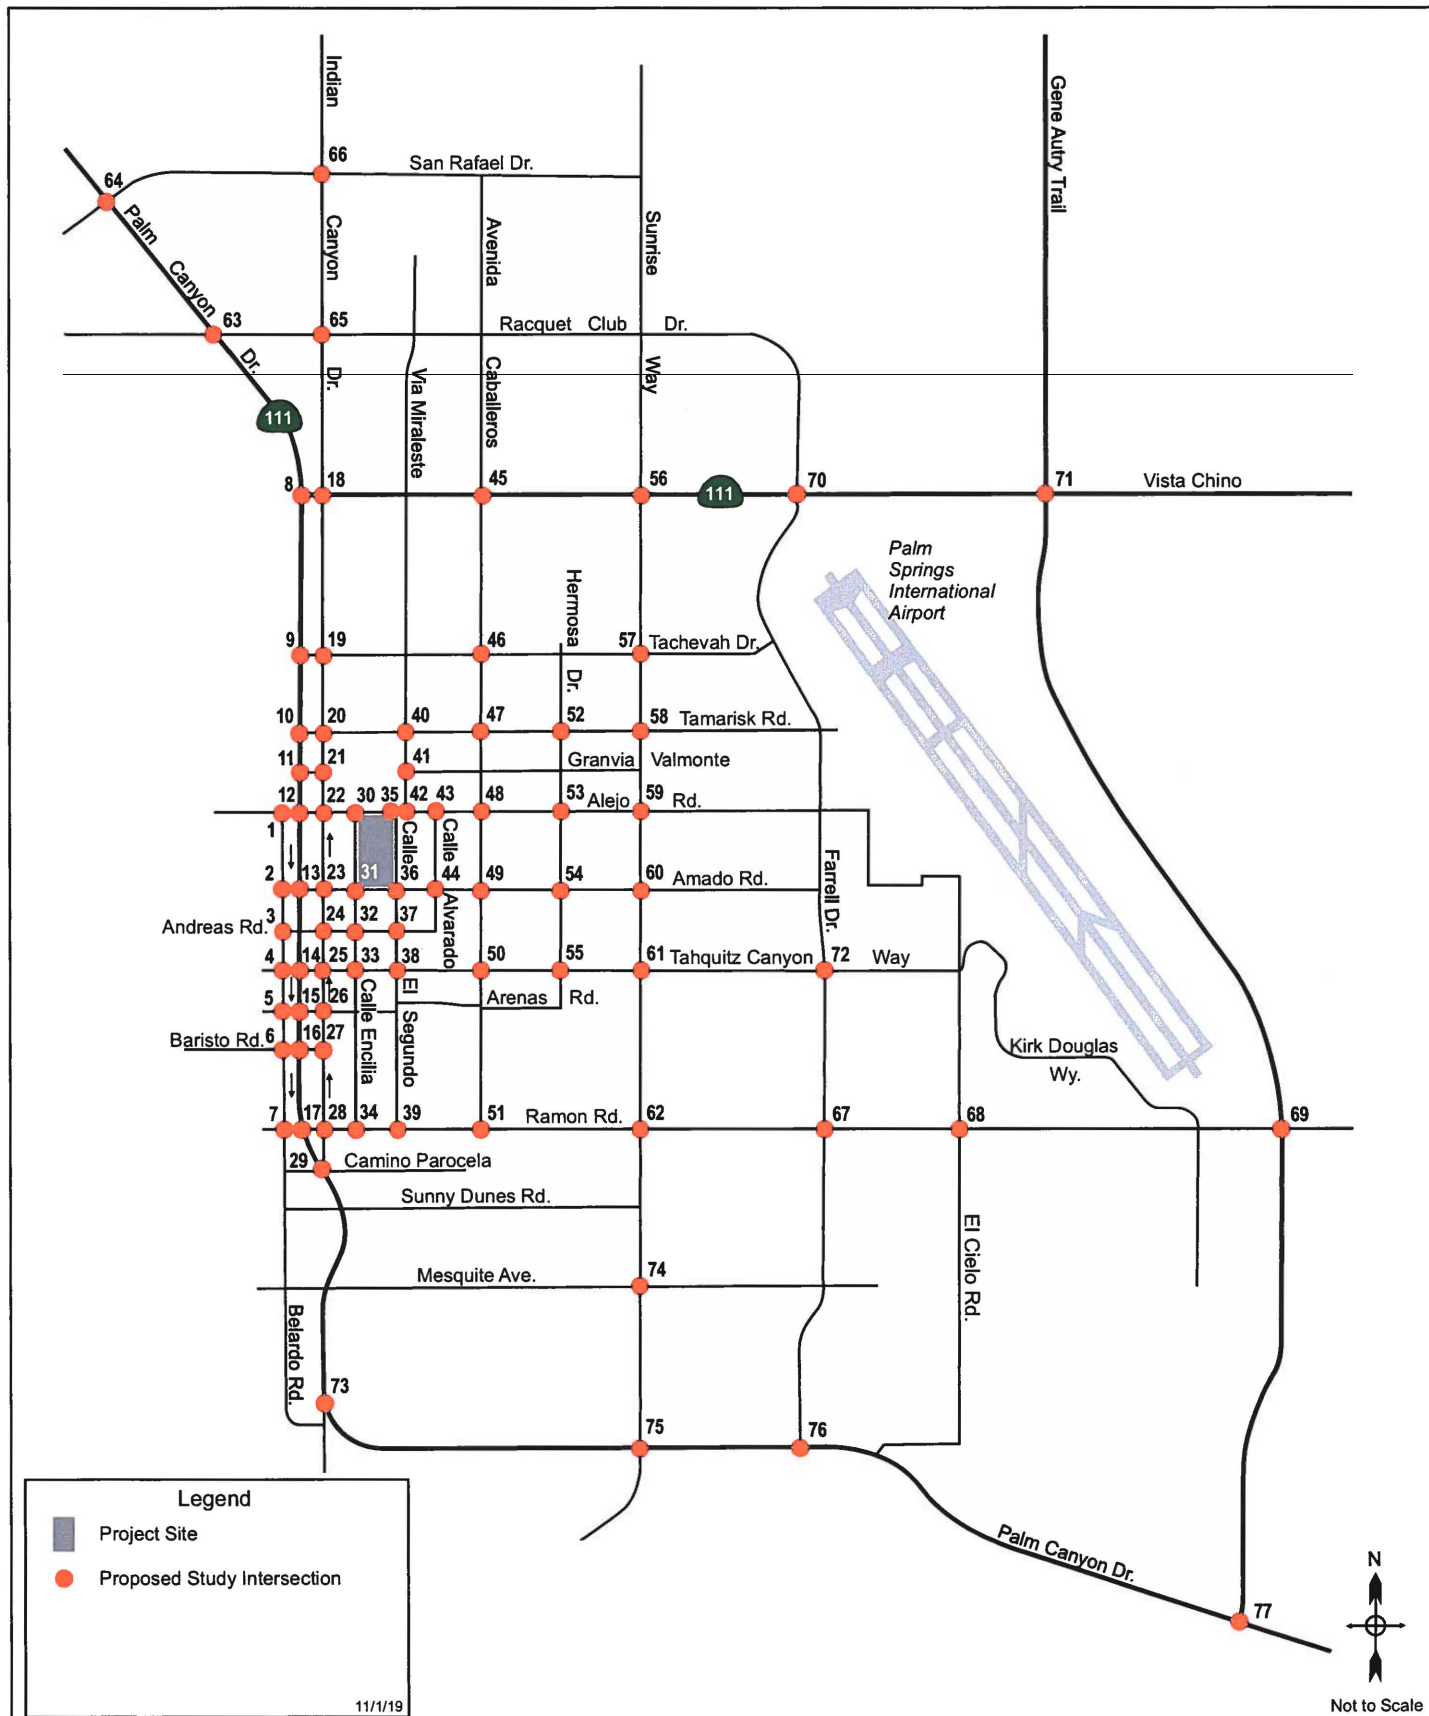 Indian
Canyon
Dr.
66
San Rafael Dr.
64
Palm
Canyon
Dr.
Avenida
Caballeros
Sunrise
Way
Gene Autry Trail
63
65
Racquet Club Dr.
Via Miraleste
111
8
18
45
56
111
70
71
Vista Chino
Palm
Springs
International
Airport
Hermosa
Dr.
9
19
46
57
Tachevah Dr.
10
20
40
47
52
58
Tamarisk Rd.
11
21
41
Granvia Valmonte
12
22
30
35
42
43
48
53
Alejo
59
Rd.
1
Calle
Calle
2
13
23
31
36
44
49
54
60
Amado Rd.
Farrell Dr.
Alvarado
Andreas Rd.
3
24
32
37
4
14
25
33
38
50
55
61
Tahquitz Canyon
72
Way
5
15
26
Calle Encilia
El
Segundo
Arenas Rd.
Baristo Rd.
6
16
27
Kirk Douglas
Wy.
7
17
28
34
39
51
Ramon Rd.
62
67
68
69
29
Camino Parocela
Sunny Dunes Rd.
El Cielo Rd.
Mesquite Ave.
74
Belardo Rd.
73
75
76
Palm Canyon Dr.
77
Legend
Project Site
Proposed Study Intersection
11/1/19
N
Not to Scale